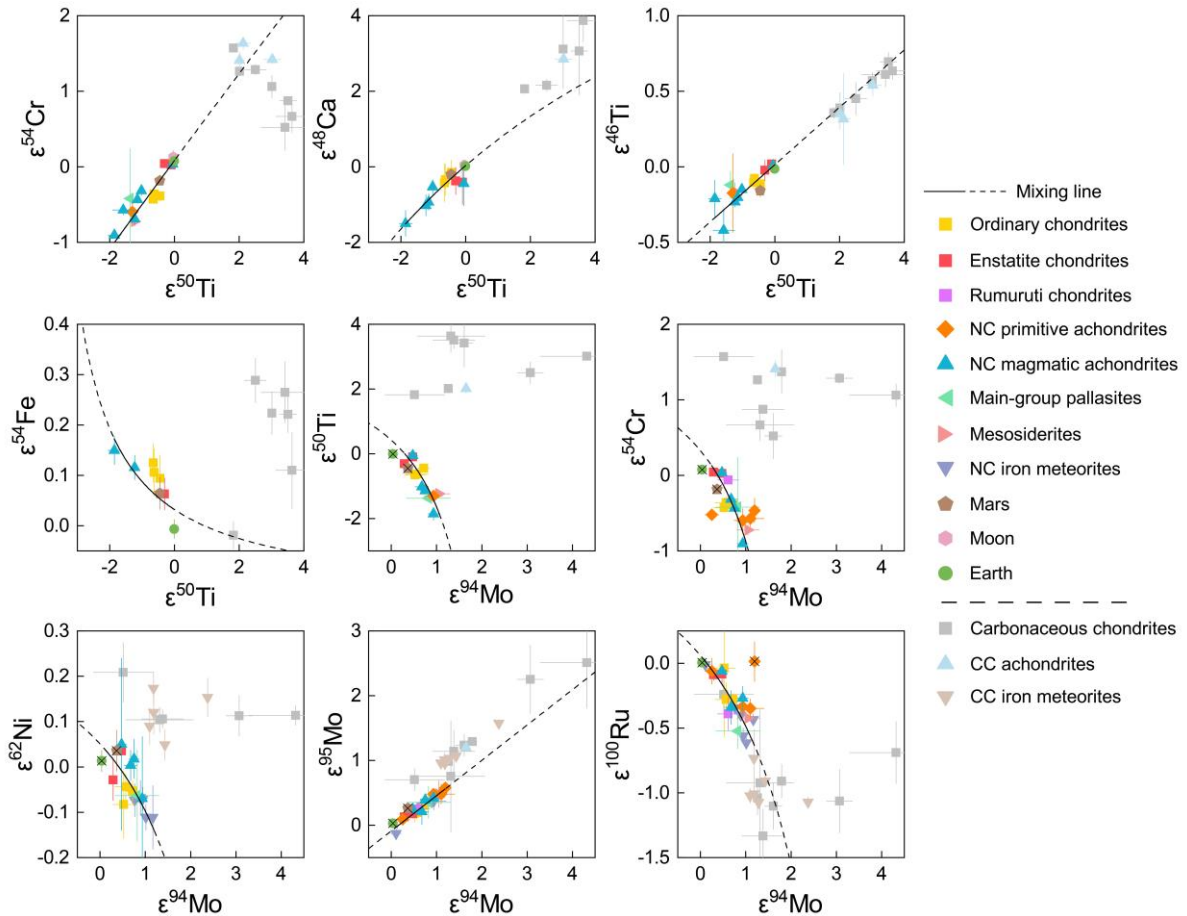 2
1
0
-1
ε54Cr
-2 0 2 4
ε50Ti
4
2
0
-2
ε48Ca
-2 0 2 4
ε50Ti
1.0
0.5
0.0
-0.5
ε46Ti
-2 0 2 4
ε50Ti
0.4
0.3
0.2
0.1
0.0
ε54Fe
-2 0 2 4
ε50Ti
4
2
0
-2
ε50Ti
0 1 2 3 4
ε94Mo
2
1
0
-1
ε54Cr
0 1 2 3 4
ε94Mo
0.3
0.2
0.1
0.0
-0.1
-0.2
ε62Ni
0 1 2 3 4
ε94Mo
3
2
1
0
ε95Mo
0 1 2 3 4
ε94Mo
0.0
-0.5
-1.0
-1.5
ε100Ru
0 1 2 3 4
ε94Mo
Mixing line
Ordinary chondrites
Enstatite chondrites
Rumuruti chondrites
NC primitive achondrites
NC magmatic achondrites
Main-group pallasites
Mesosiderites
NC iron meteorites
Mars
Moon
Earth
Carbonaceous chondrites
CC achondrites
CC iron meteorites